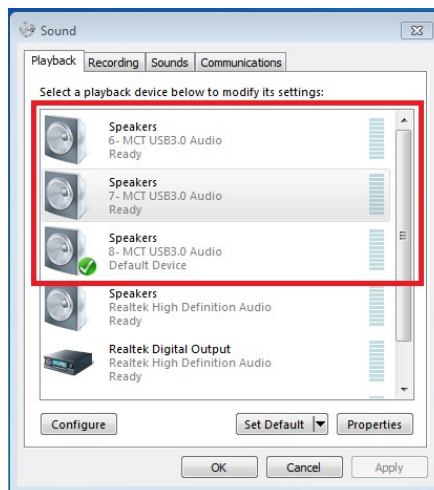 Sound
Playback Recording Sounds Communications
Select a playback device below to modify its settings:
Speakers
6- MCT USB3.0 Audio
Ready
Speakers
7- MCT USB3.0 Audio
Ready
Speakers
8- MCT USB3.0 Audio
Default Device
Speakers
Realtek High Definition Audio
Ready
Realtek Digital Output
Realtek High Definition Audio
Ready
Configure Set Default Properties
OK Cancel Apply